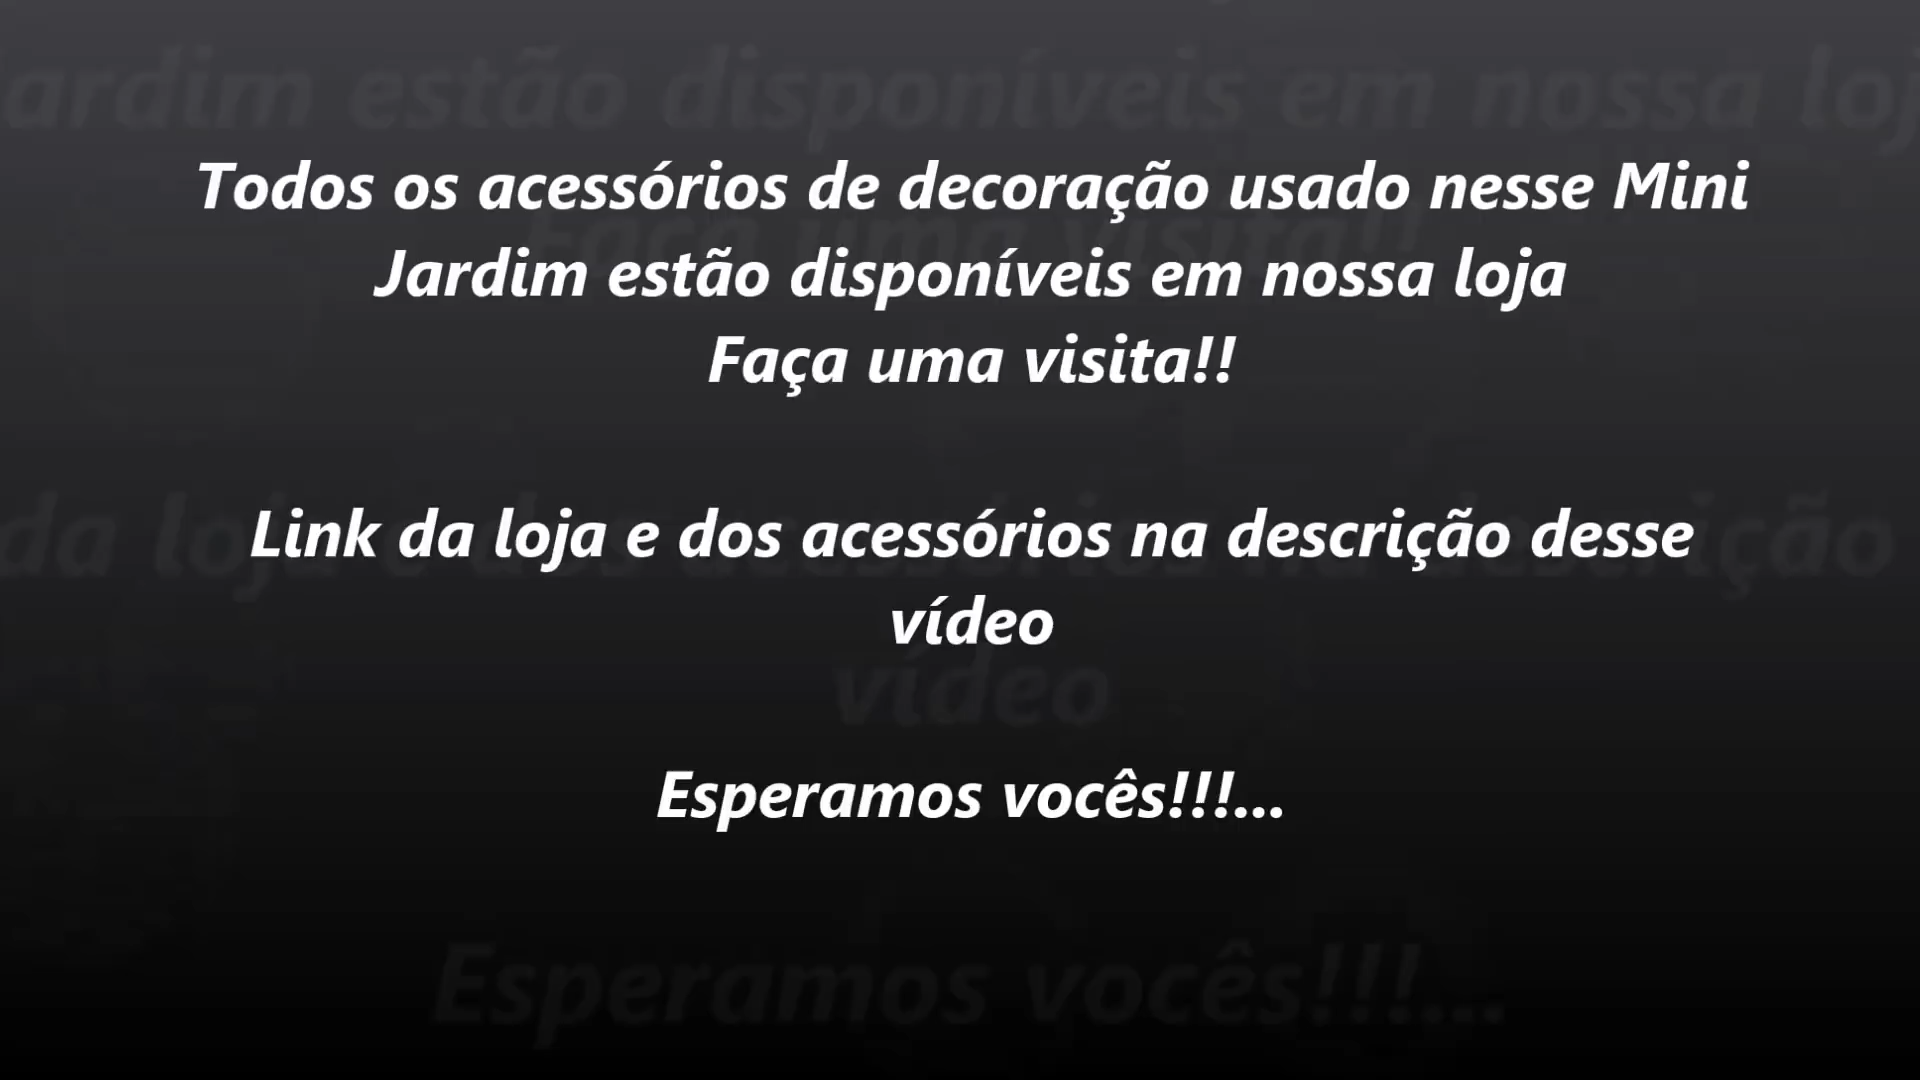 Todos os acessórios de decoração usado nesse Mini
Jardim estão disponíveis em nossa loja
Faça uma visita!!
Link da loja e dos acessórios na descrição desse
vídeo
Esperamos vocês!!!...